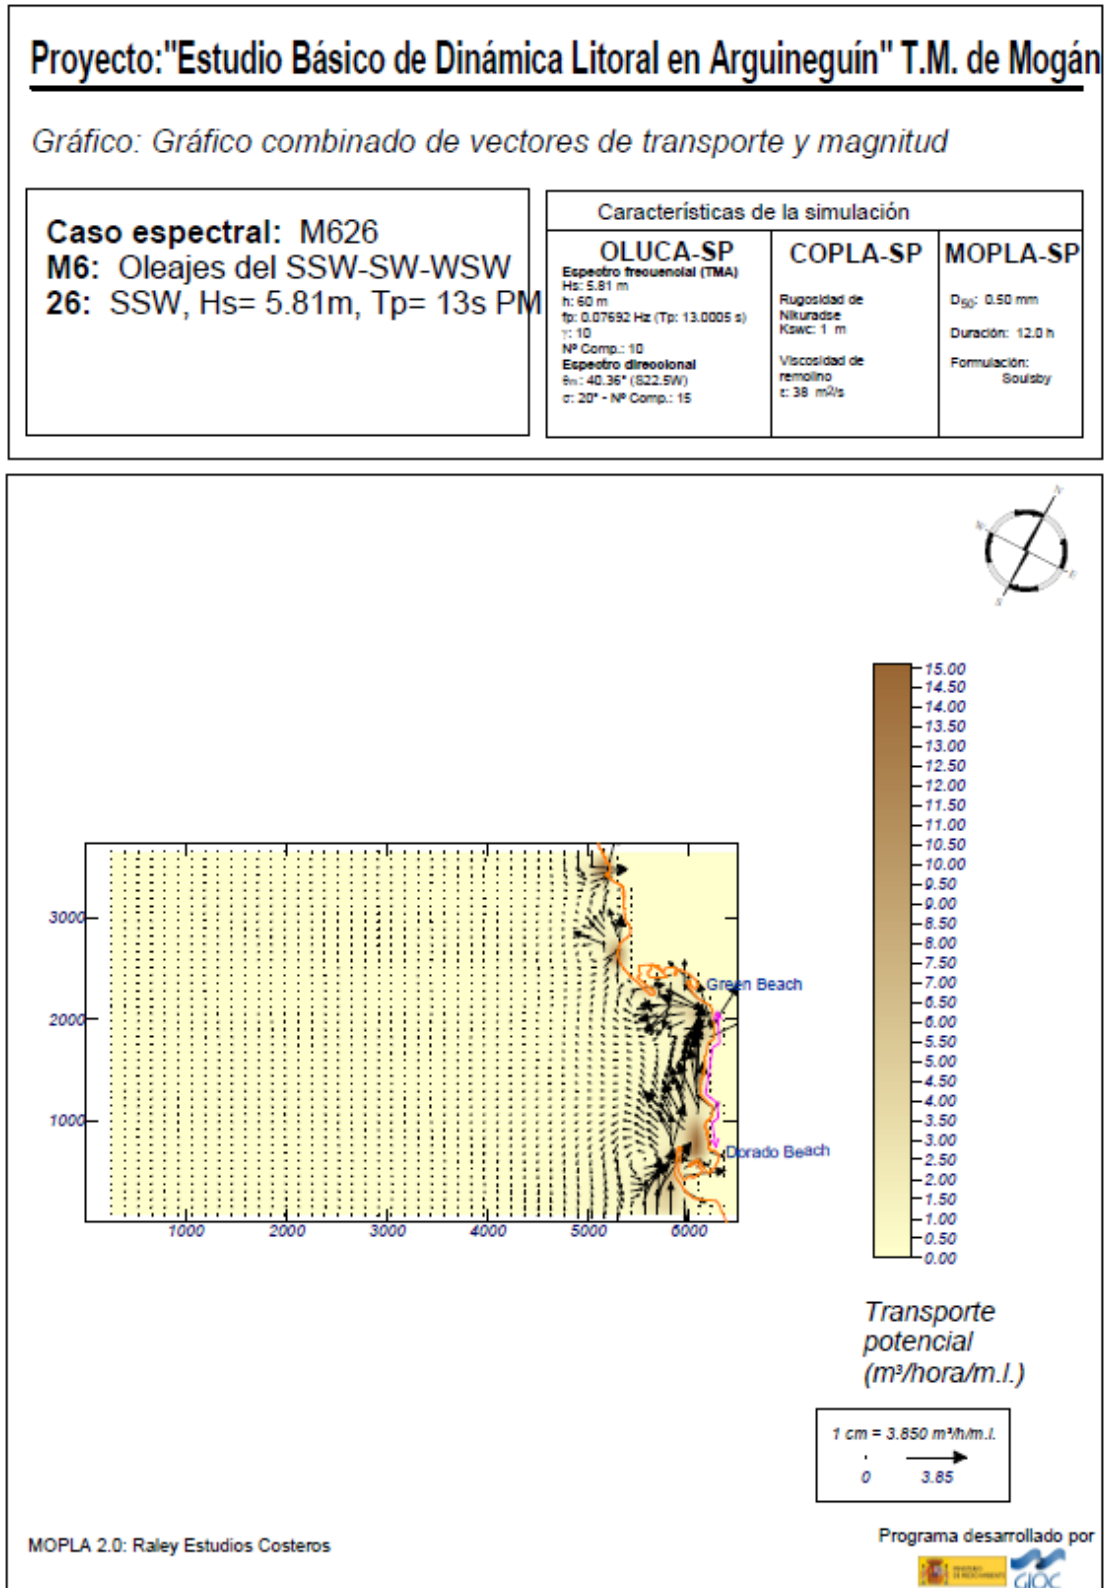 Proyecto:"Estudio Básico de Dinámica Litoral en Arguineguín" T.M. de Mogán
Gráfico: Gráfico combinado de vectores de transporte y magnitud
Caso espectral: M626
M6: Oleajes del SSW-SW-WSW
26: SSW, Hs= 5.81m, Tp= 13s PM
Características de la simulación
OLUCA-SP
Espectro frecuencial (TMA)
Hs: 5.81 m
h: 60 m
fp: 0.07692 Hz (Tp: 13.0005 s)
γ: 10
Nº Comp.: 10
Espectro direccional
θm: 40.36° (S22.5W)
σ: 20° - Nº Comp.: 15
COPLA-SP
Rugosidad de
Nikuradse
Kswc: 1 m
Viscosidad de
remolino
ε: 38 m2/s
MOPLA-SP
D50: 0.50 mm
Duración: 12.0 h
Formulación:
Soulsby
N
W
E
S
15.00
14.50
14.00
13.50
13.00
12.50
12.00
11.50
11.00
10.50
10.00
9.50
9.00
8.50
8.00
7.50
7.00
6.50
6.00
5.50
5.00
4.50
4.00
3.50
3.00
2.50
2.00
1.50
1.00
0.50
0.00
3000
2000
1000
Green Beach
Dorado Beach
1000 2000 3000 4000 5000 6000
Transporte
potencial
(m³/hora/m.l.)
1 cm = 3.850 m³/h/m.l.
0 3.85
MOPLA 2.0: Raley Estudios Costeros
Programa desarrollado por
GIOC